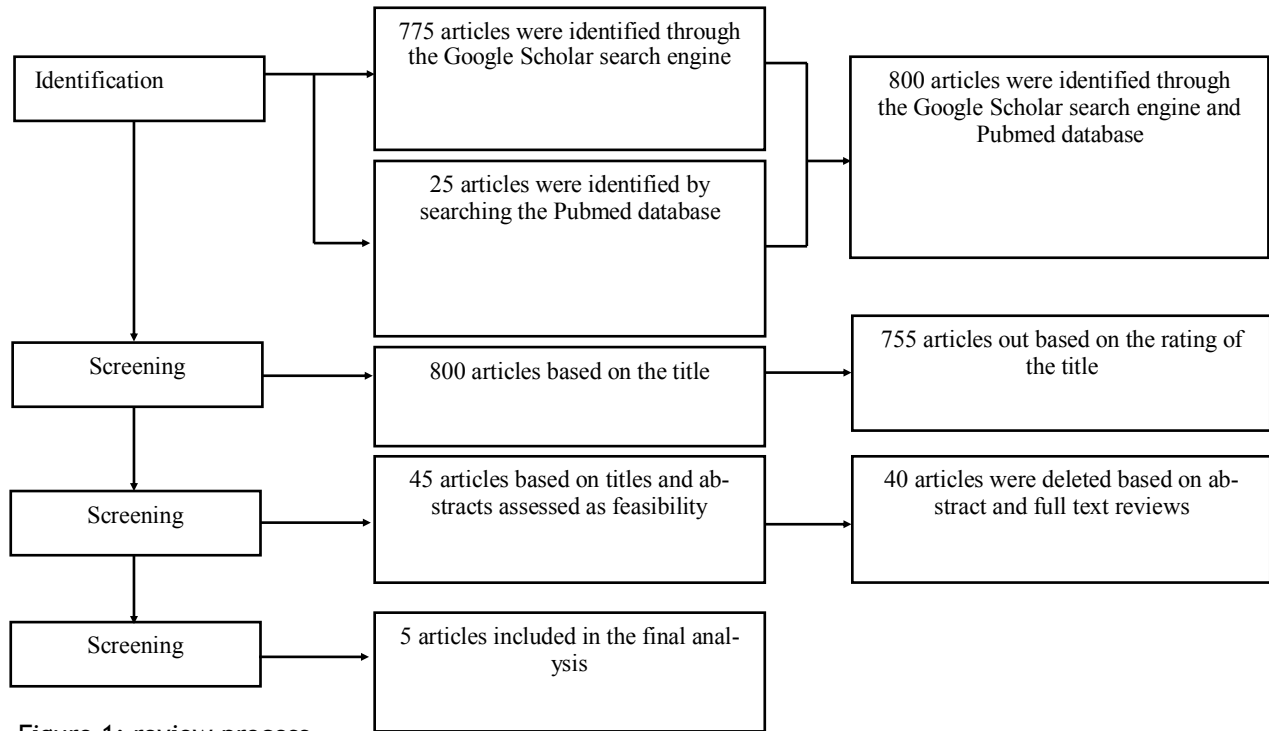 775 articles were identified through
the Google Scholar search engine
Identification
800 articles were identified through
the Google Scholar search engine and
Pubmed database
25 articles were identified by
searching the Pubmed database
Screening
800 articles based on the title
755 articles out based on the rating of
the title
Screening
45 articles based on titles and ab-
stracts assessed as feasibility
40 articles were deleted based on ab-
stract and full text reviews
Screening
5 articles included in the final anal-
ysis
Figure 1: review process